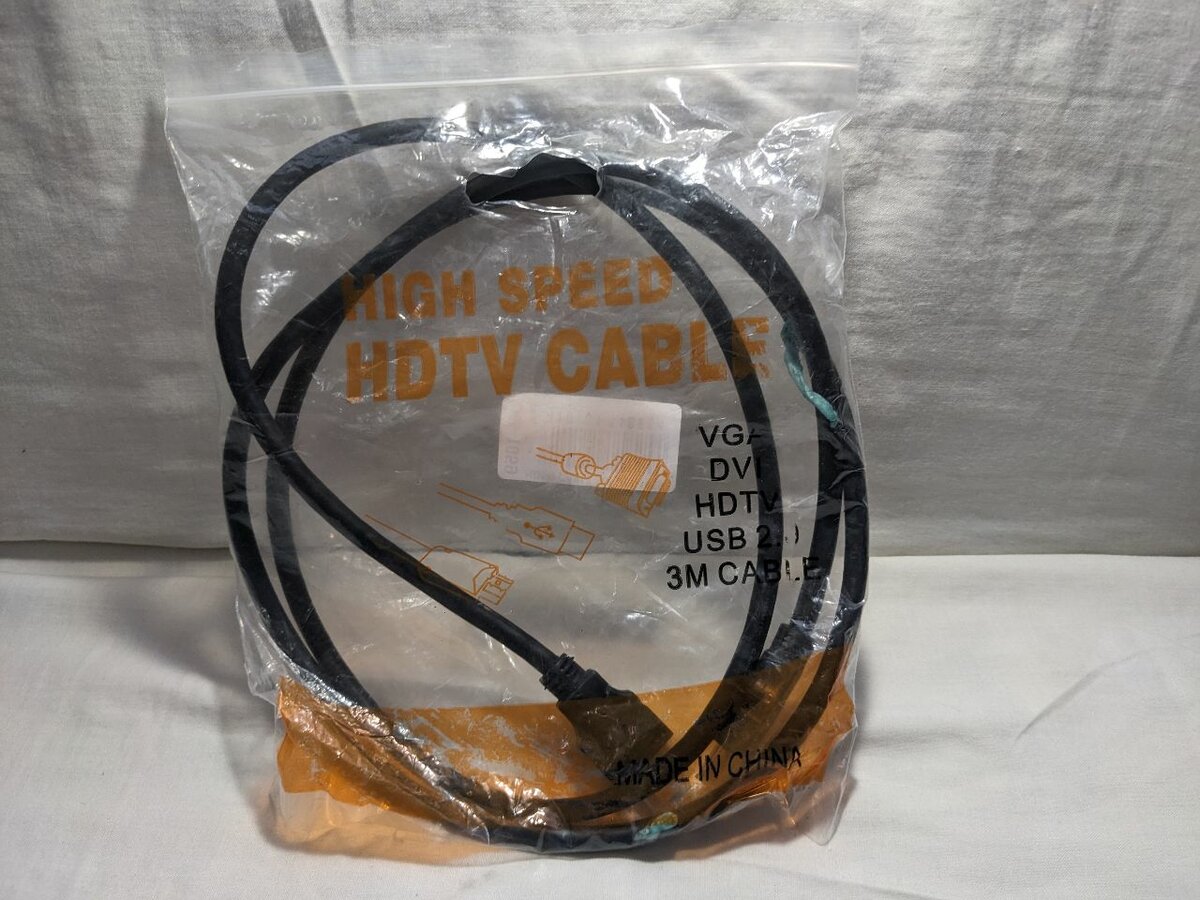 HIGH SPEED
HDTV CABLE
VGA
DVI
HDTV
USB 2.0
3M CABLE
MADE IN CHINA